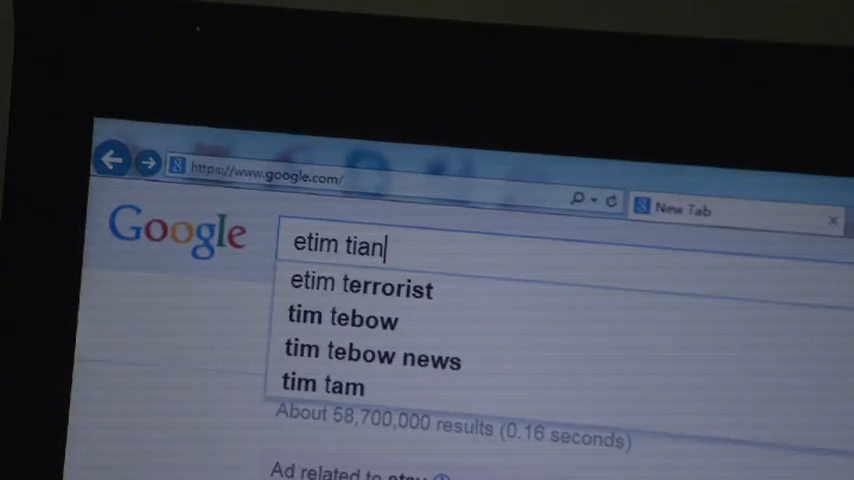 https://www.google.com/
New Tab
Google
etim tian
etim terrorist
tim tebow
tim tebow news
tim tam
About 58,700,000 results (0.16 seconds)
Ad related to